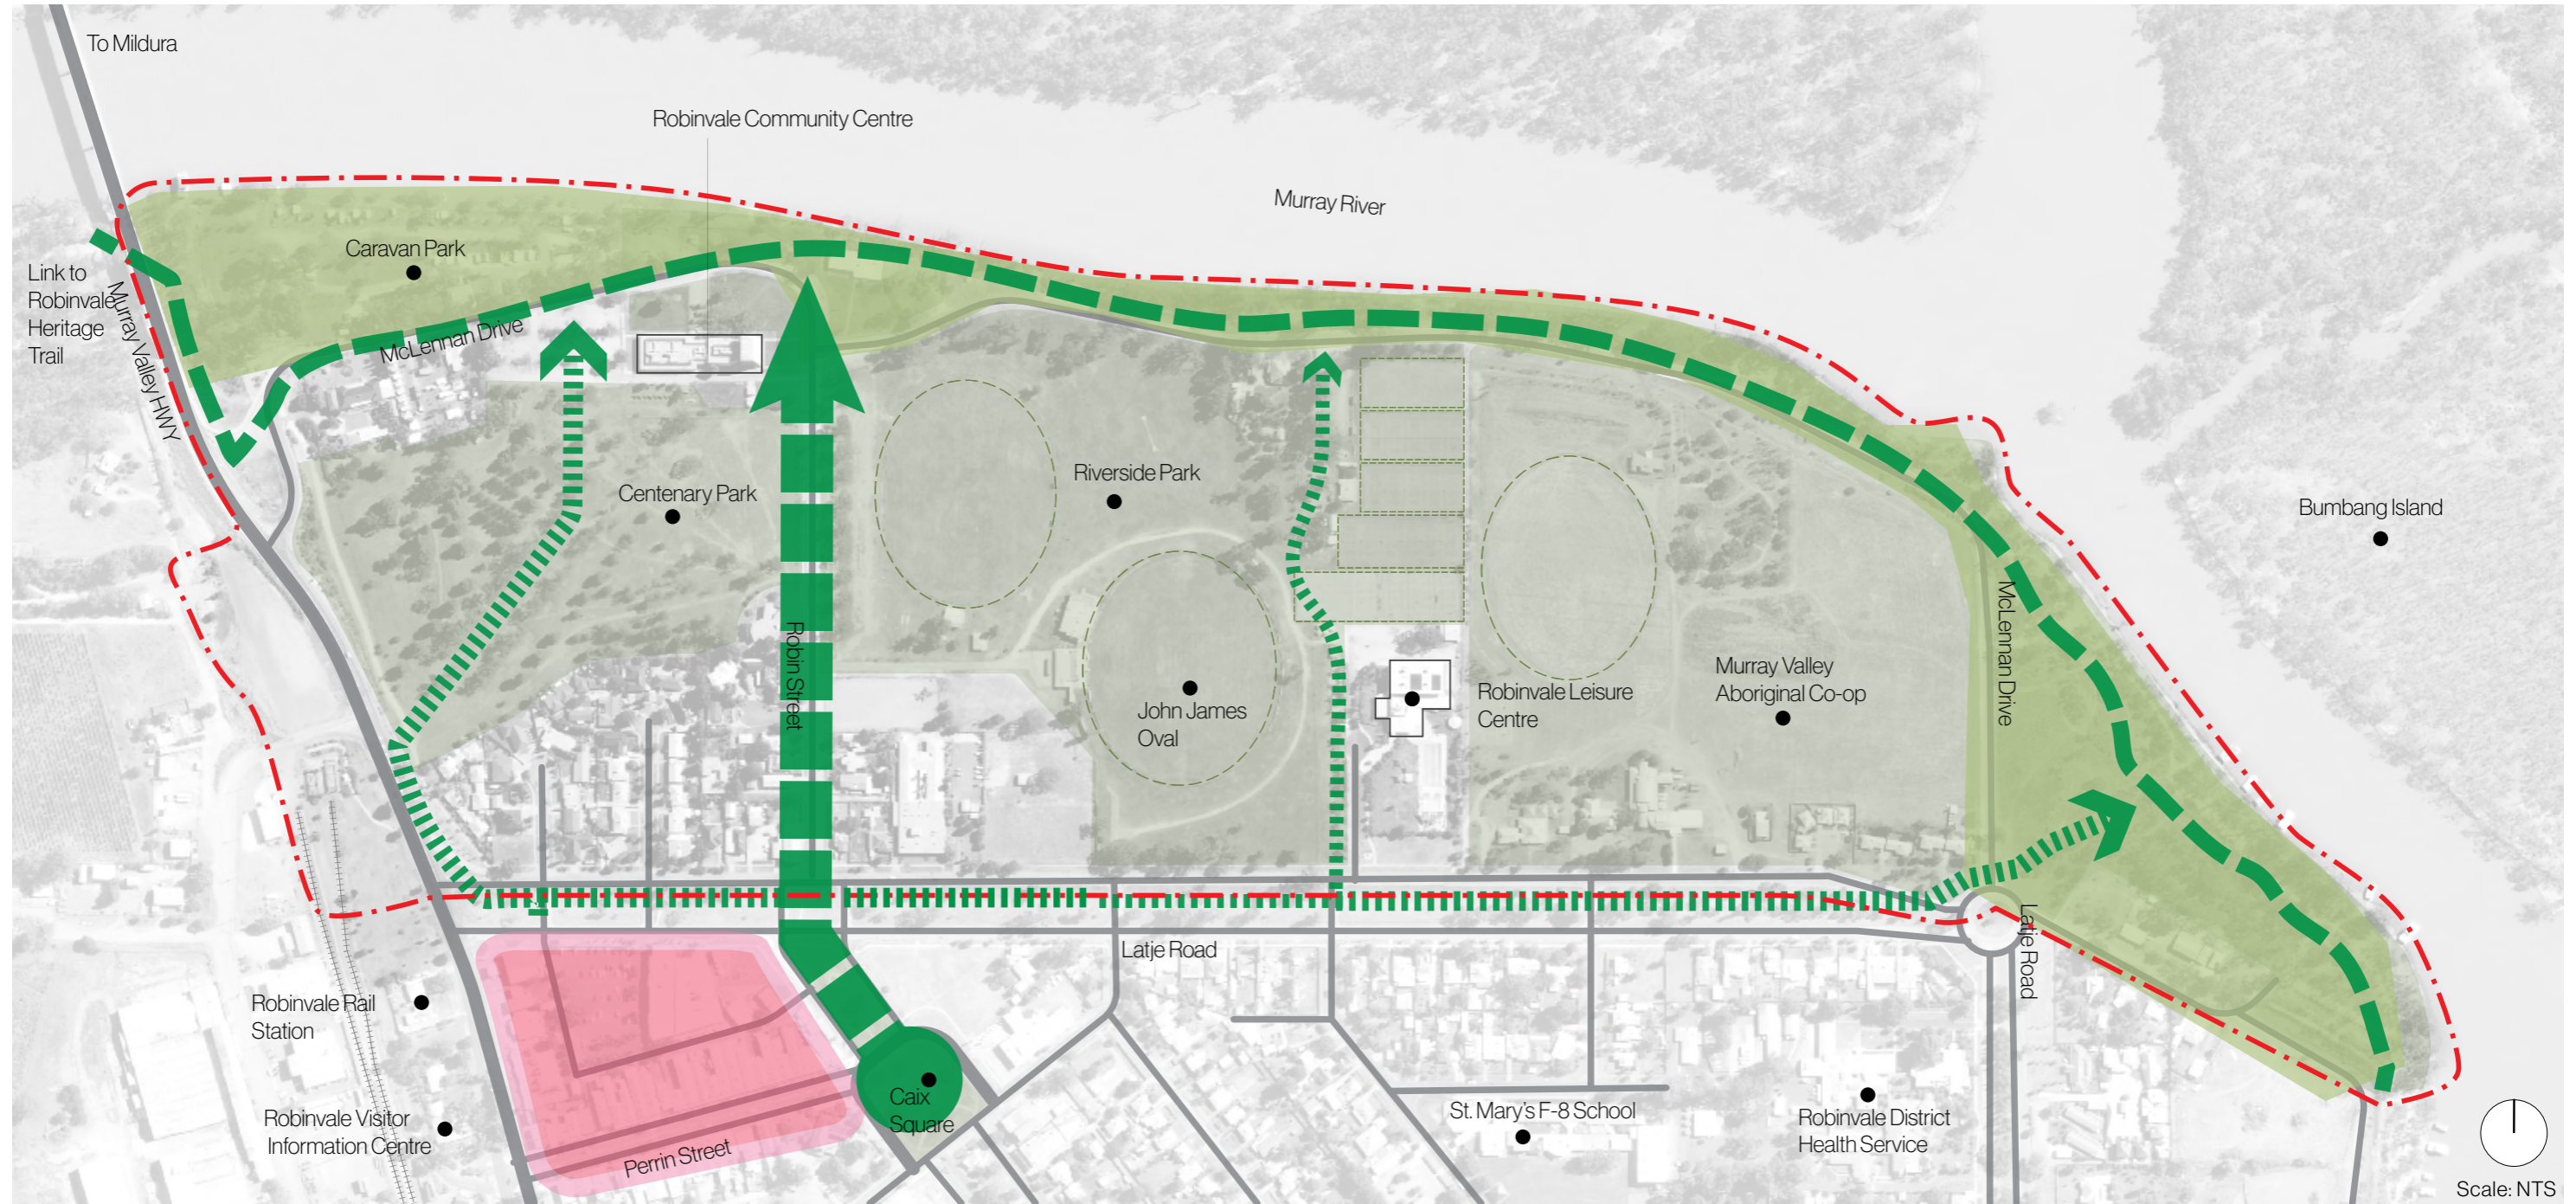 To Mildura
Robinvale Community Centre
Murray River
Caravan Park
Link to
Robinvale
Heritage
Trail
Murray Valley HWY
McLennan Drive
Centenary Park
Riverside Park
Bumbang Island
Robin Street
McLennan Drive
John James
Oval
Robinvale Leisure
Centre
Murray Valley
Aboriginal Co-op
Latje Road
Latje Road
Robinvale Rail
Station
Caix
Square
Robinvale Visitor
Information Centre
Perrin Street
St. Mary's F-8 School
Robinvale District
Health Service
Scale: NTS